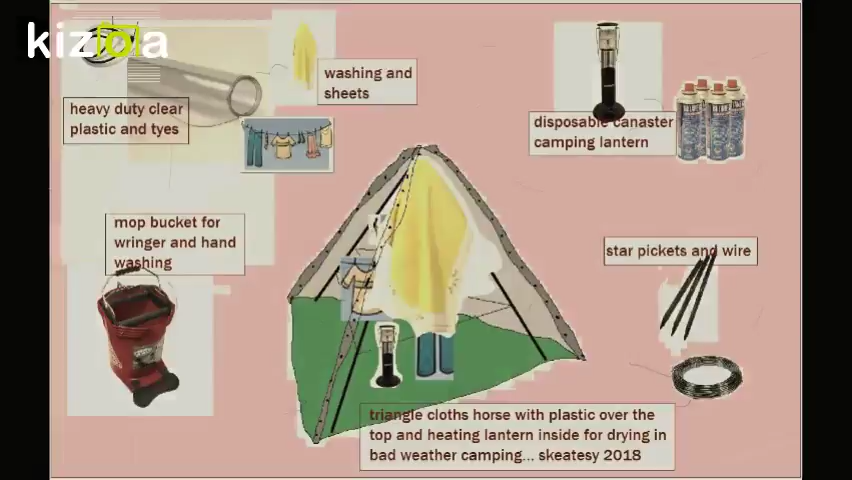 kizoa
washing and
sheets
heavy duty clear
plastic and tyes
disposable canaster
camping lantern
mop bucket for
wringer and hand
washing
star pickets and wire
triangle cloths horse with plastic over the
top and heating lantern inside for drying in
bad weather camping... skeatesy 2018